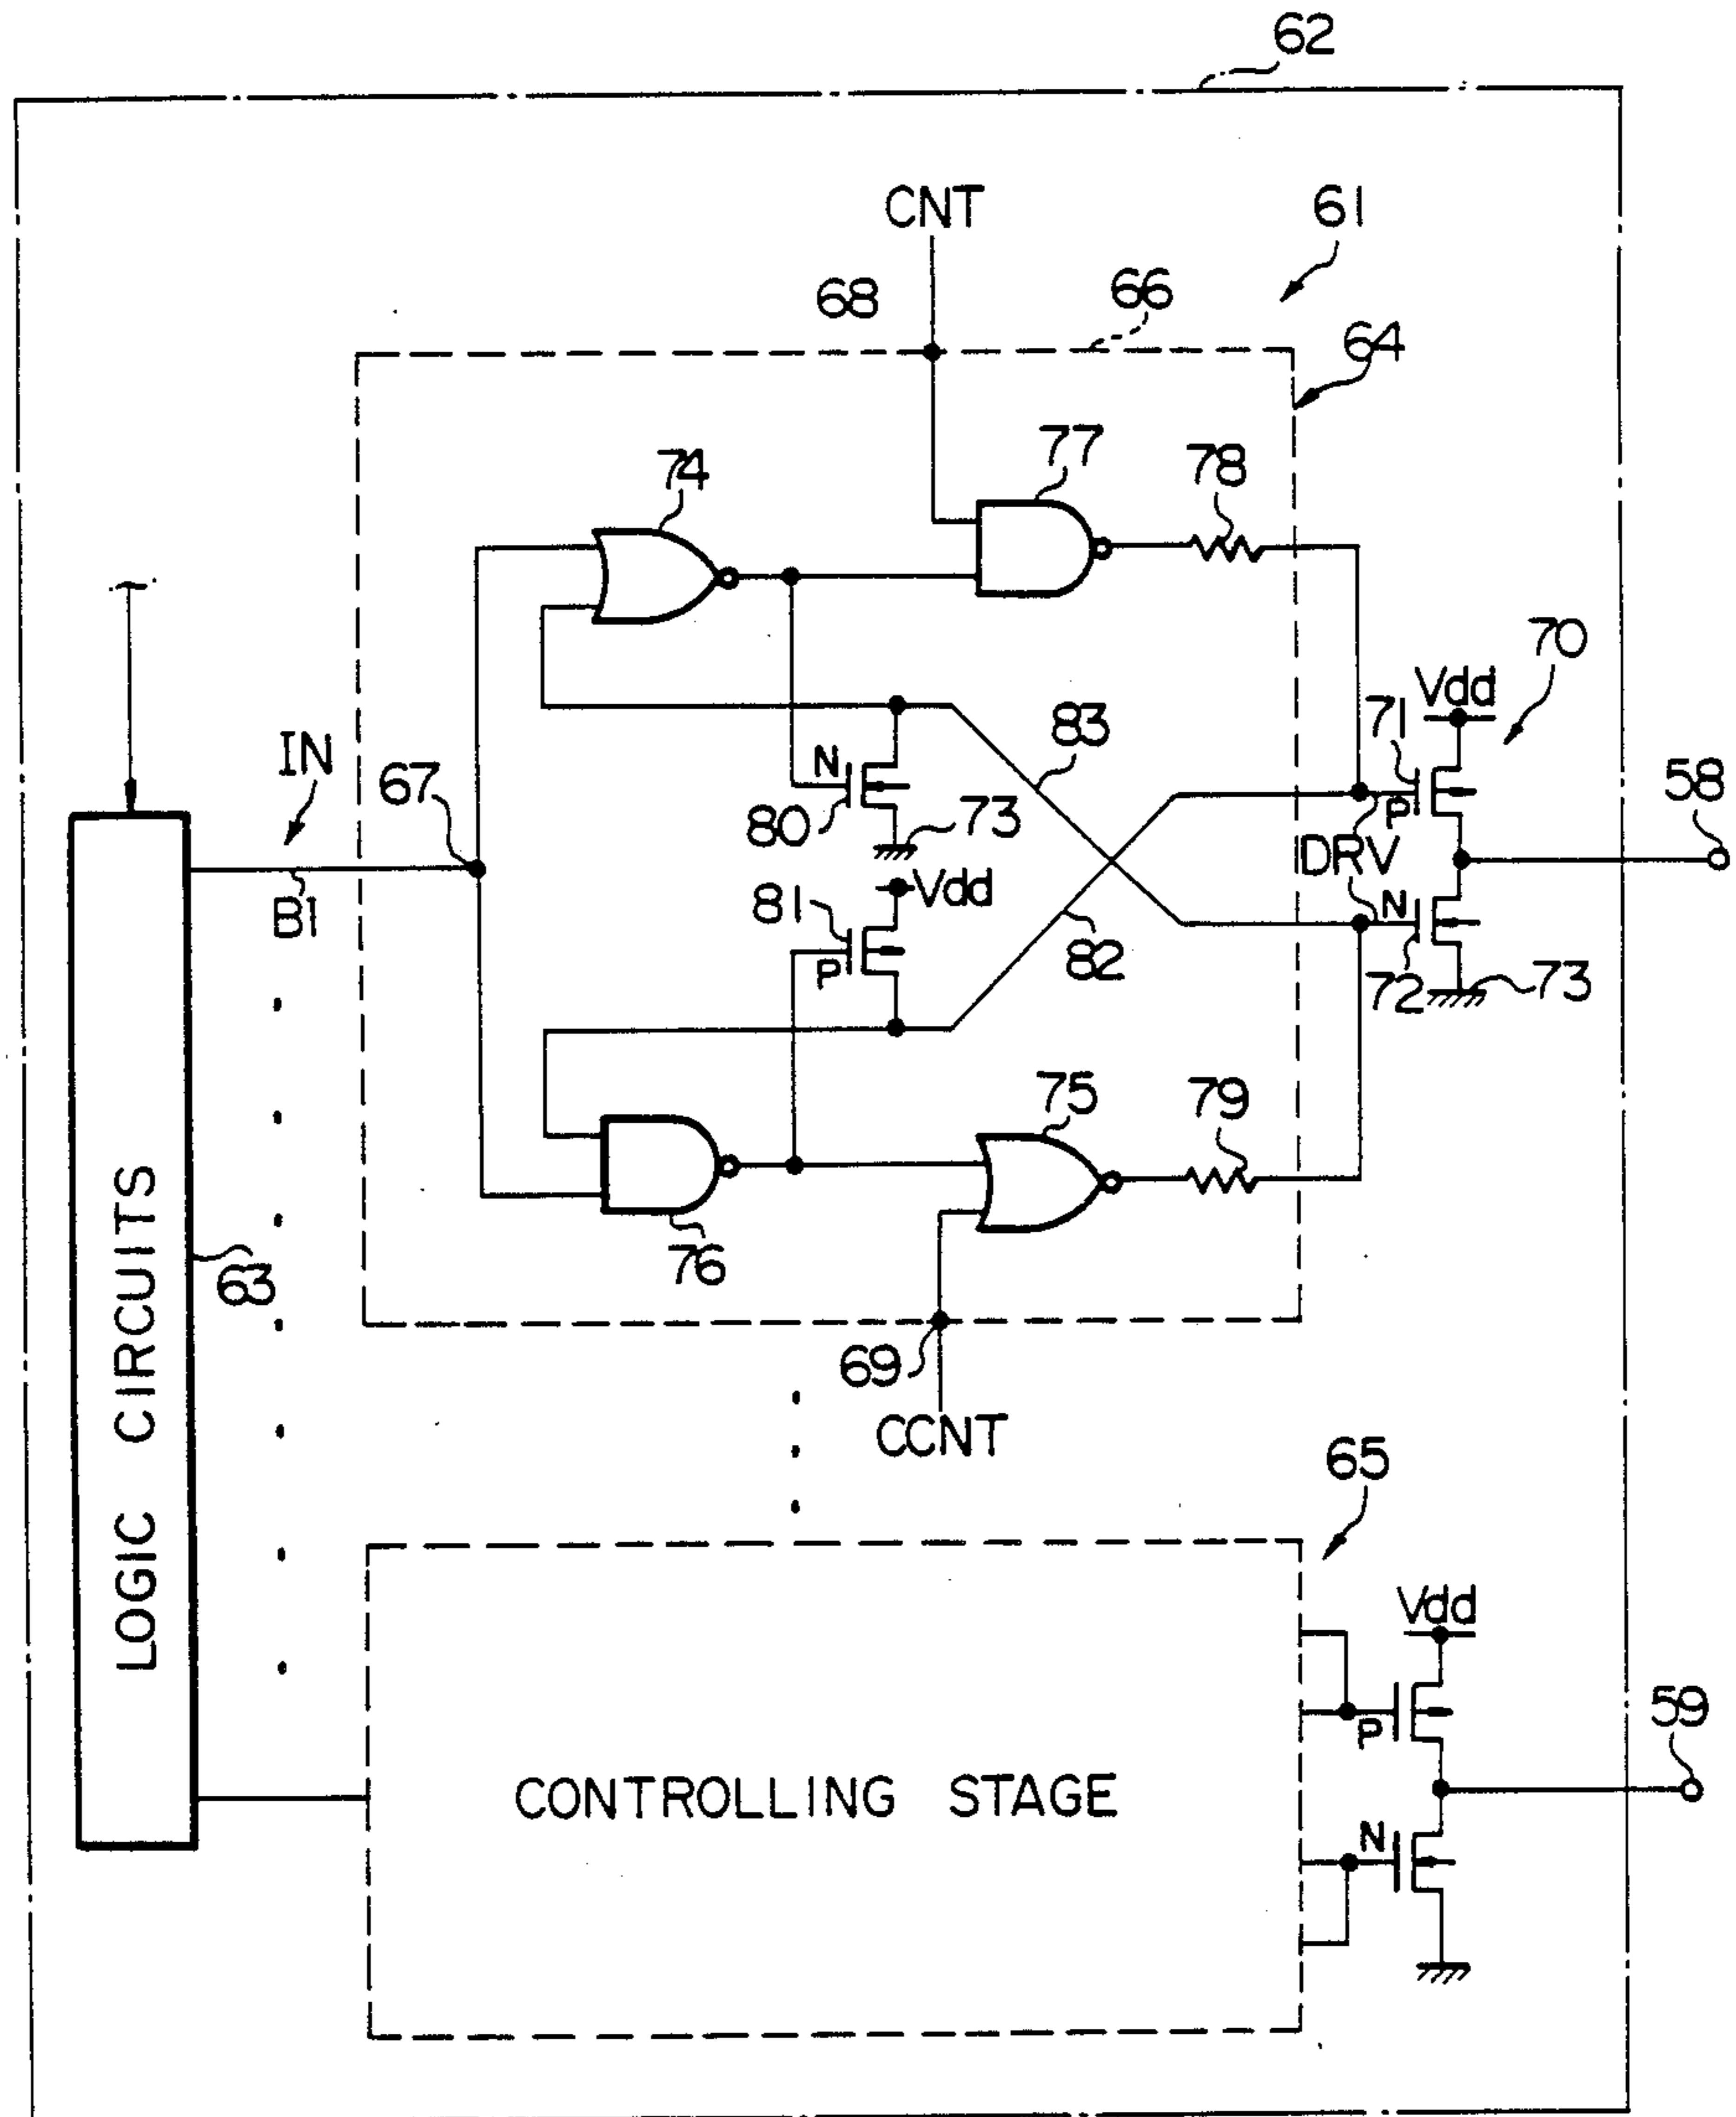 62
CNT
61
68
66
64
77
78
74
70
Vdd
71
83
IN
67
N
58
80
73
P
DRV
Vdd
81
N
B1
P
82
72
73
75
79
76
63
69
CCNT
65
LOGIC CIRCUITS
Vdd
59
P
CONTROLLING STAGE
N